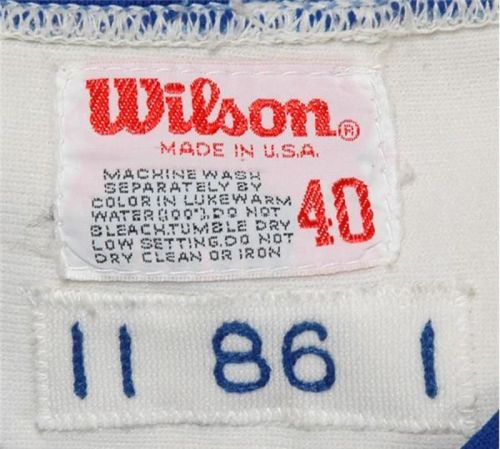 Wilson®
MADE IN U.S.A.
MACHINE WASH
SEPARATELY BY
COLOR IN LUKEWARM
WATER (100°). DO NOT
BLEACH. TUMBLE DRY
LOW SETTING. DO NOT
DRY CLEAN OR IRON
40
11 86 1